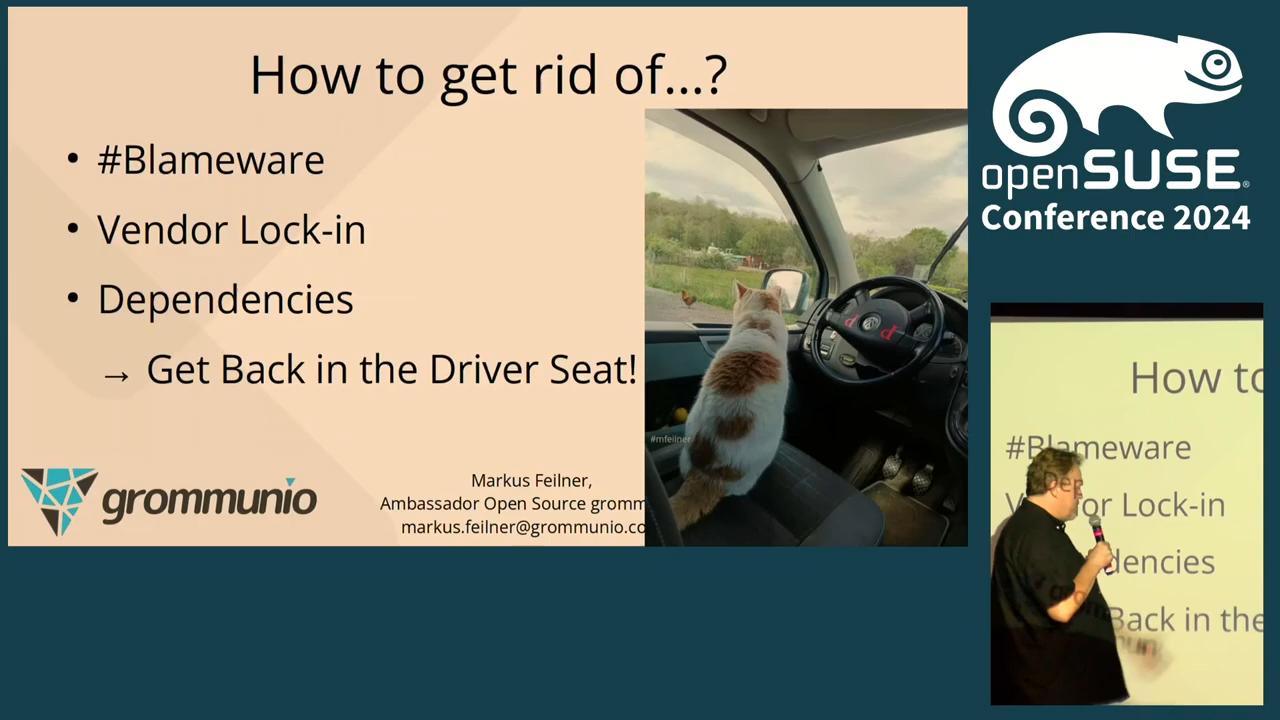 How to get rid of...?
• #Blameware
• Vendor Lock-in
• Dependencies
→ Get Back in the Driver Seat!
#mfeilner
grommunio
Markus Feilner,
Ambassador Open Source gromm
markus.feilner@grommunio.co
openSUSE®
Conference 2024
How to
#Blameware
Lock-in
dencies
Back in the